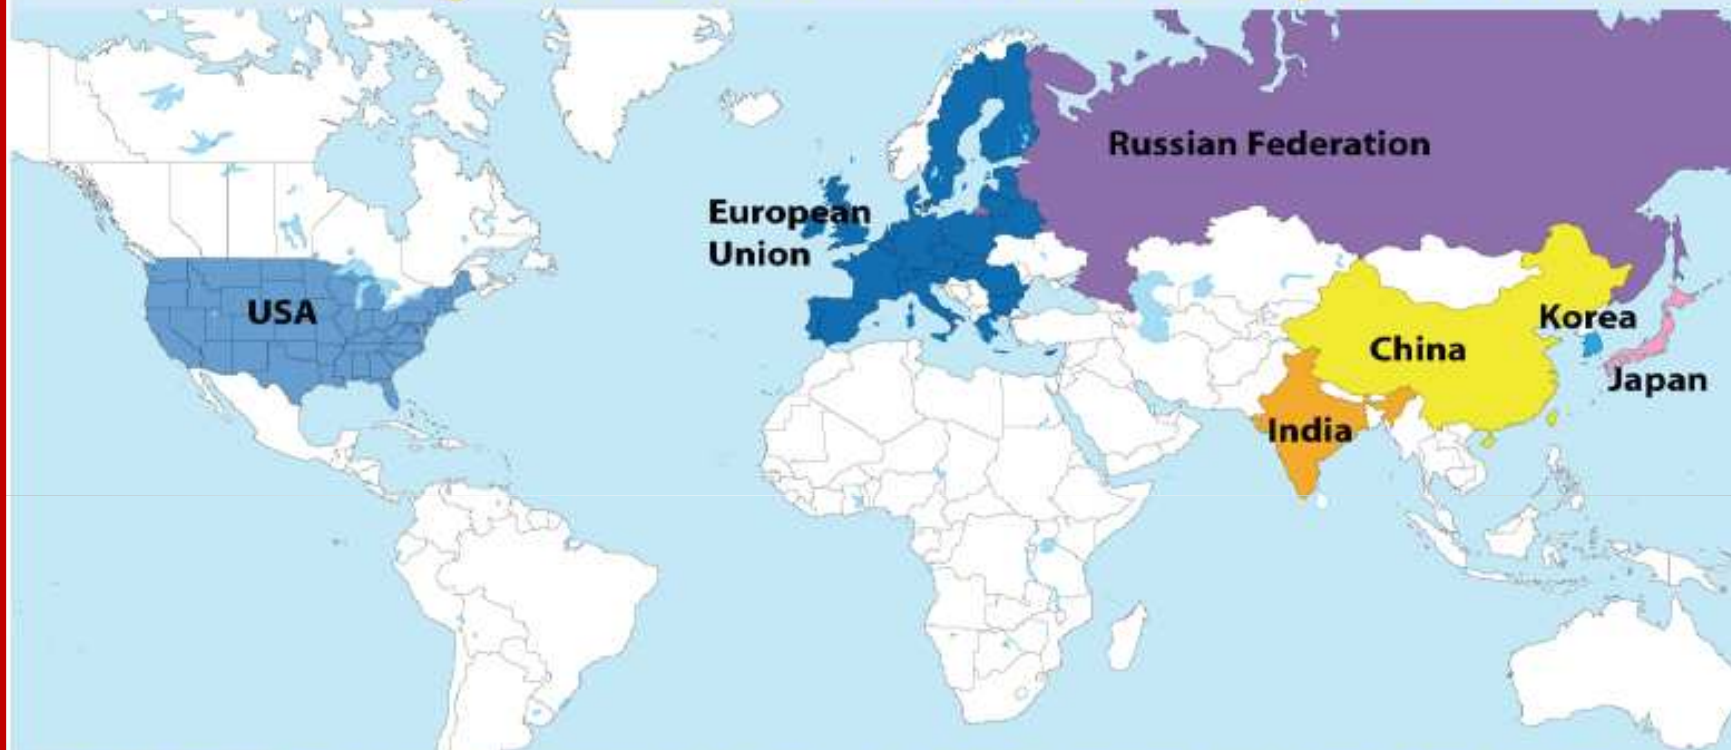 Russian Federation
European
Union
USA
Korea
China
Japan
India